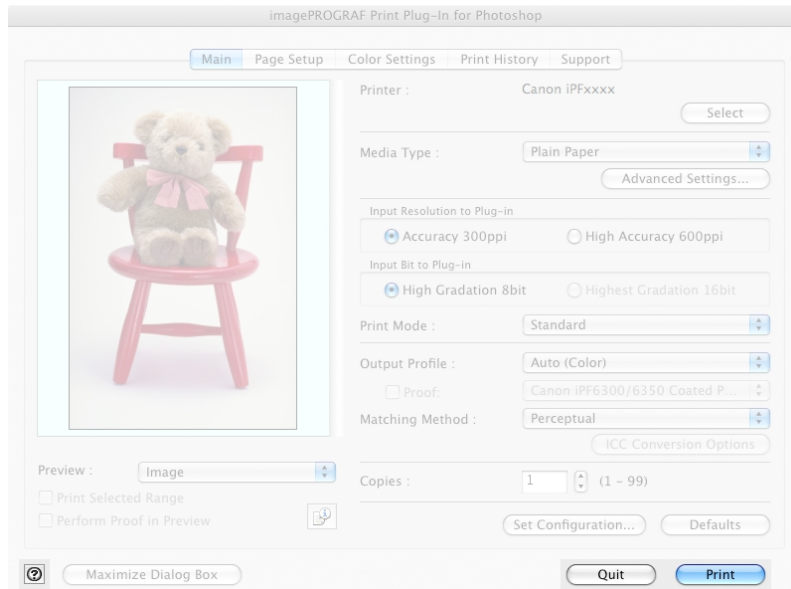 imagePROGRAF Print Plug-In for Photoshop
Main Page Setup Color Settings Print History Support
Printer : Canon iPFxxxx
Select
Media Type : Plain Paper
Advanced Settings...
Input Resolution to Plug-in
Accuracy 300ppi High Accuracy 600ppi
Input Bit to Plug-in
High Gradation 8bit Highest Gradation 16bit
Print Mode : Standard
Output Profile : Auto (Color)
Proof: Canon iPF6300/6350 Coated P...
Matching Method : Perceptual
ICC Conversion Options
Preview : Image
Print Selected Range
Perform Proof in Preview
Copies : 1 (1 - 99)
Set Configuration... Defaults
? Maximize Dialog Box Quit Print